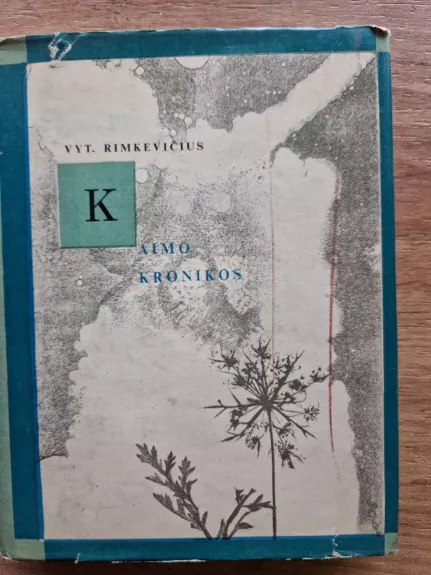 VYT. RIMKEVIČIUS
K
AIMO
KRONIKOS